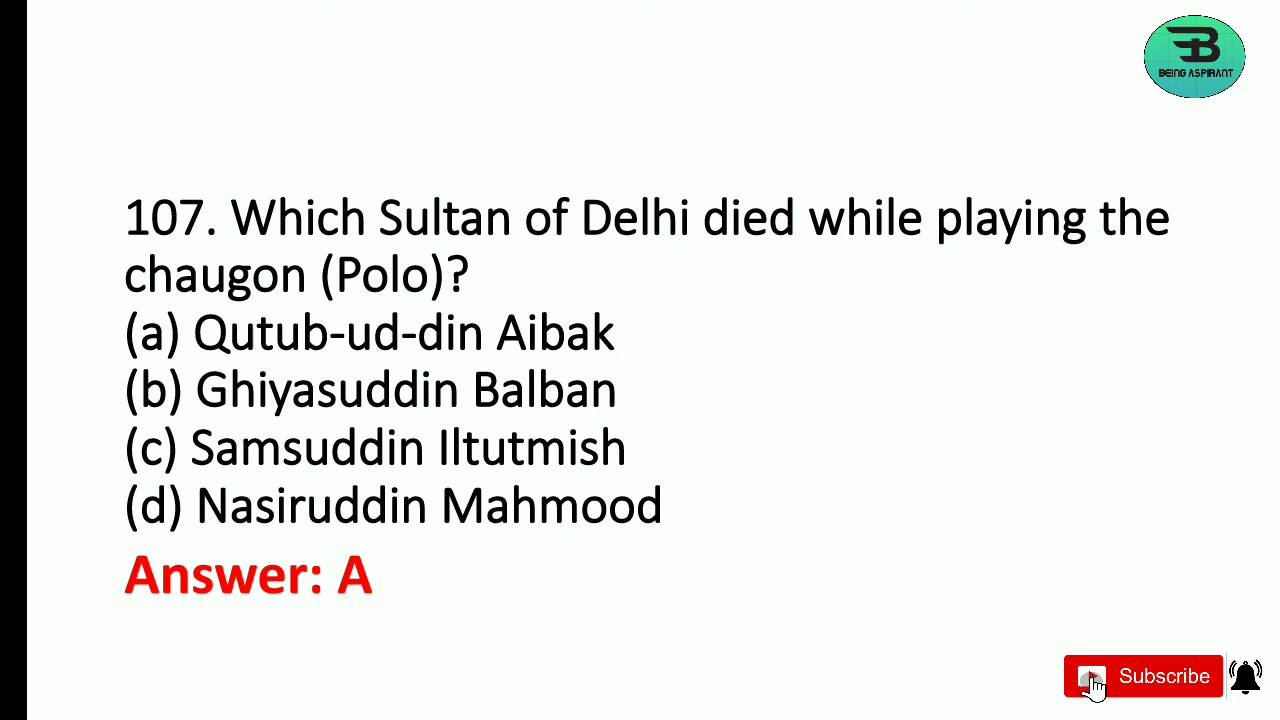 BEING ASPIRANT
107. Which Sultan of Delhi died while playing the
chaugon (Polo)?
(a) Qutub-ud-din Aibak
(b) Ghiyasuddin Balban
(c) Samsuddin Iltutmish
(d) Nasiruddin Mahmood
Answer: A
Subscribe